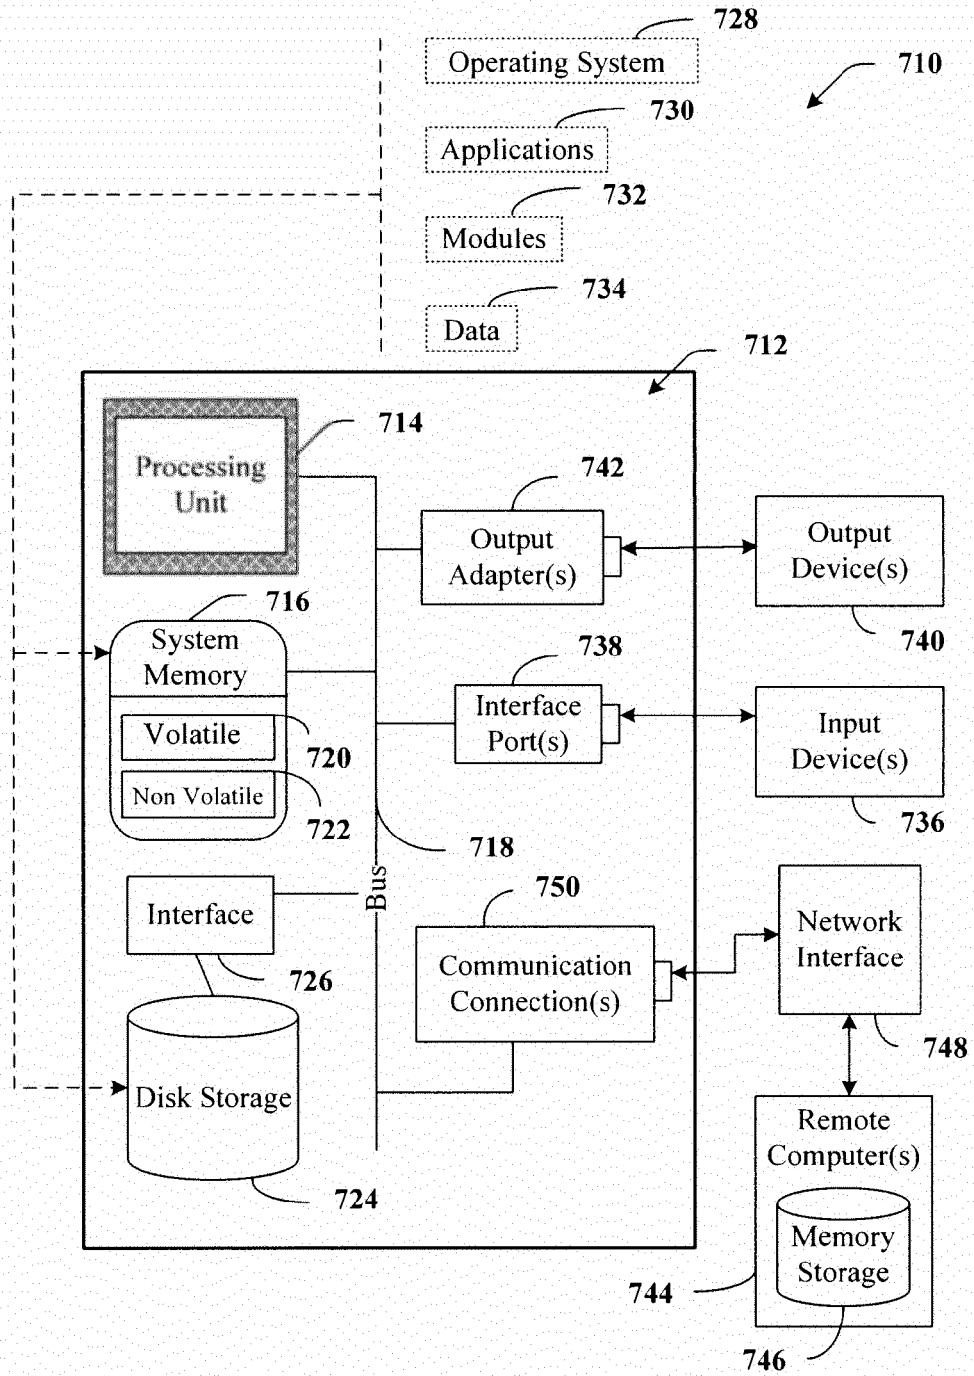 728
Operating System
710
730
Applications
732
Modules
734
Data
712
714
Processing
Unit
742
Output
Adapter(s)
Output
Device(s)
740
716
System
Memory
738
Interface
Port(s)
Input
Device(s)
736
Volatile
720
Non Volatile
722
718
Bus
750
Interface
726
Communication
Connection(s)
Network
Interface
748
Disk Storage
724
Remote
Computer(s)
Memory
Storage
744
746